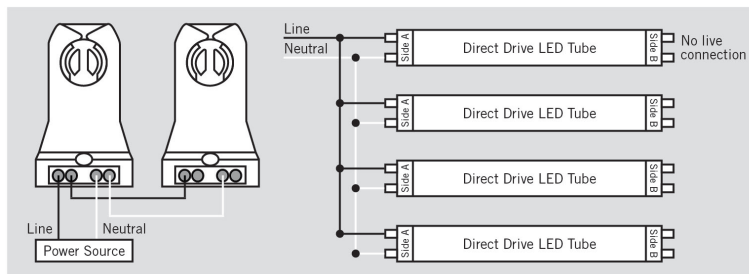 Line
Neutral
Power Source
Line
Neutral
Side A
Direct Drive LED Tube
Side B
No live
connection
Side A
Direct Drive LED Tube
Side B
Side A
Direct Drive LED Tube
Side B
Side A
Direct Drive LED Tube
Side B